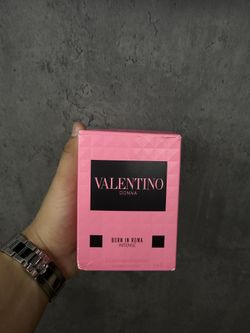 VALENTINO
DONNA
BORN IN ROMA
INTENSE